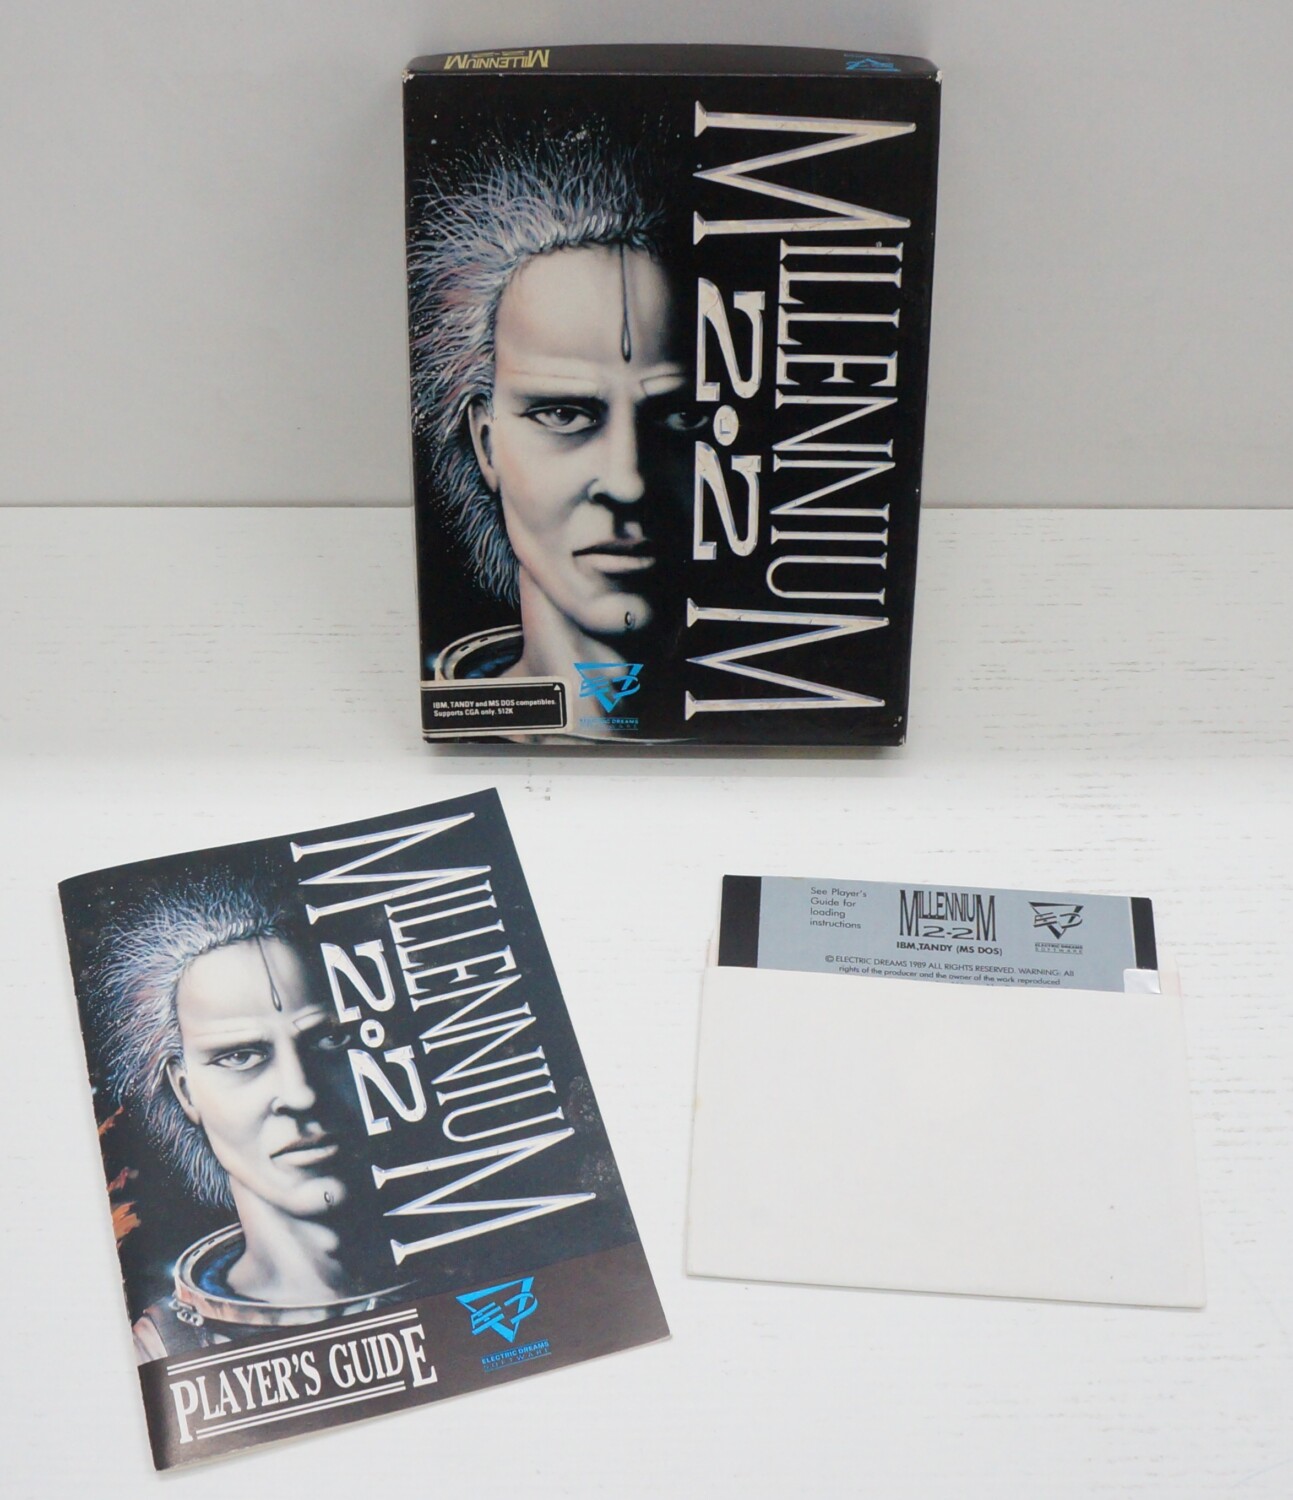 MILLENNIUM
MILLENNIUM
2·2
IBM, TANDY and MS DOS compatibles.
Supports CGA only. 512K
ELECTRIC DREAMS
SOFTWARE
MILLENNIUM
2·2
PLAYER'S GUIDE
ELECTRIC DREAMS
SOFTWARE
See Player's
Guide for
loading
instructions
MILLENNIUM
2·2
IBM,TANDY (MS DOS)
ELECTRIC DREAMS
SOFTWARE
© ELECTRIC DREAMS 1989 ALL RIGHTS RESERVED. WARNING: All
rights of the producer and the owner of the work reproduced